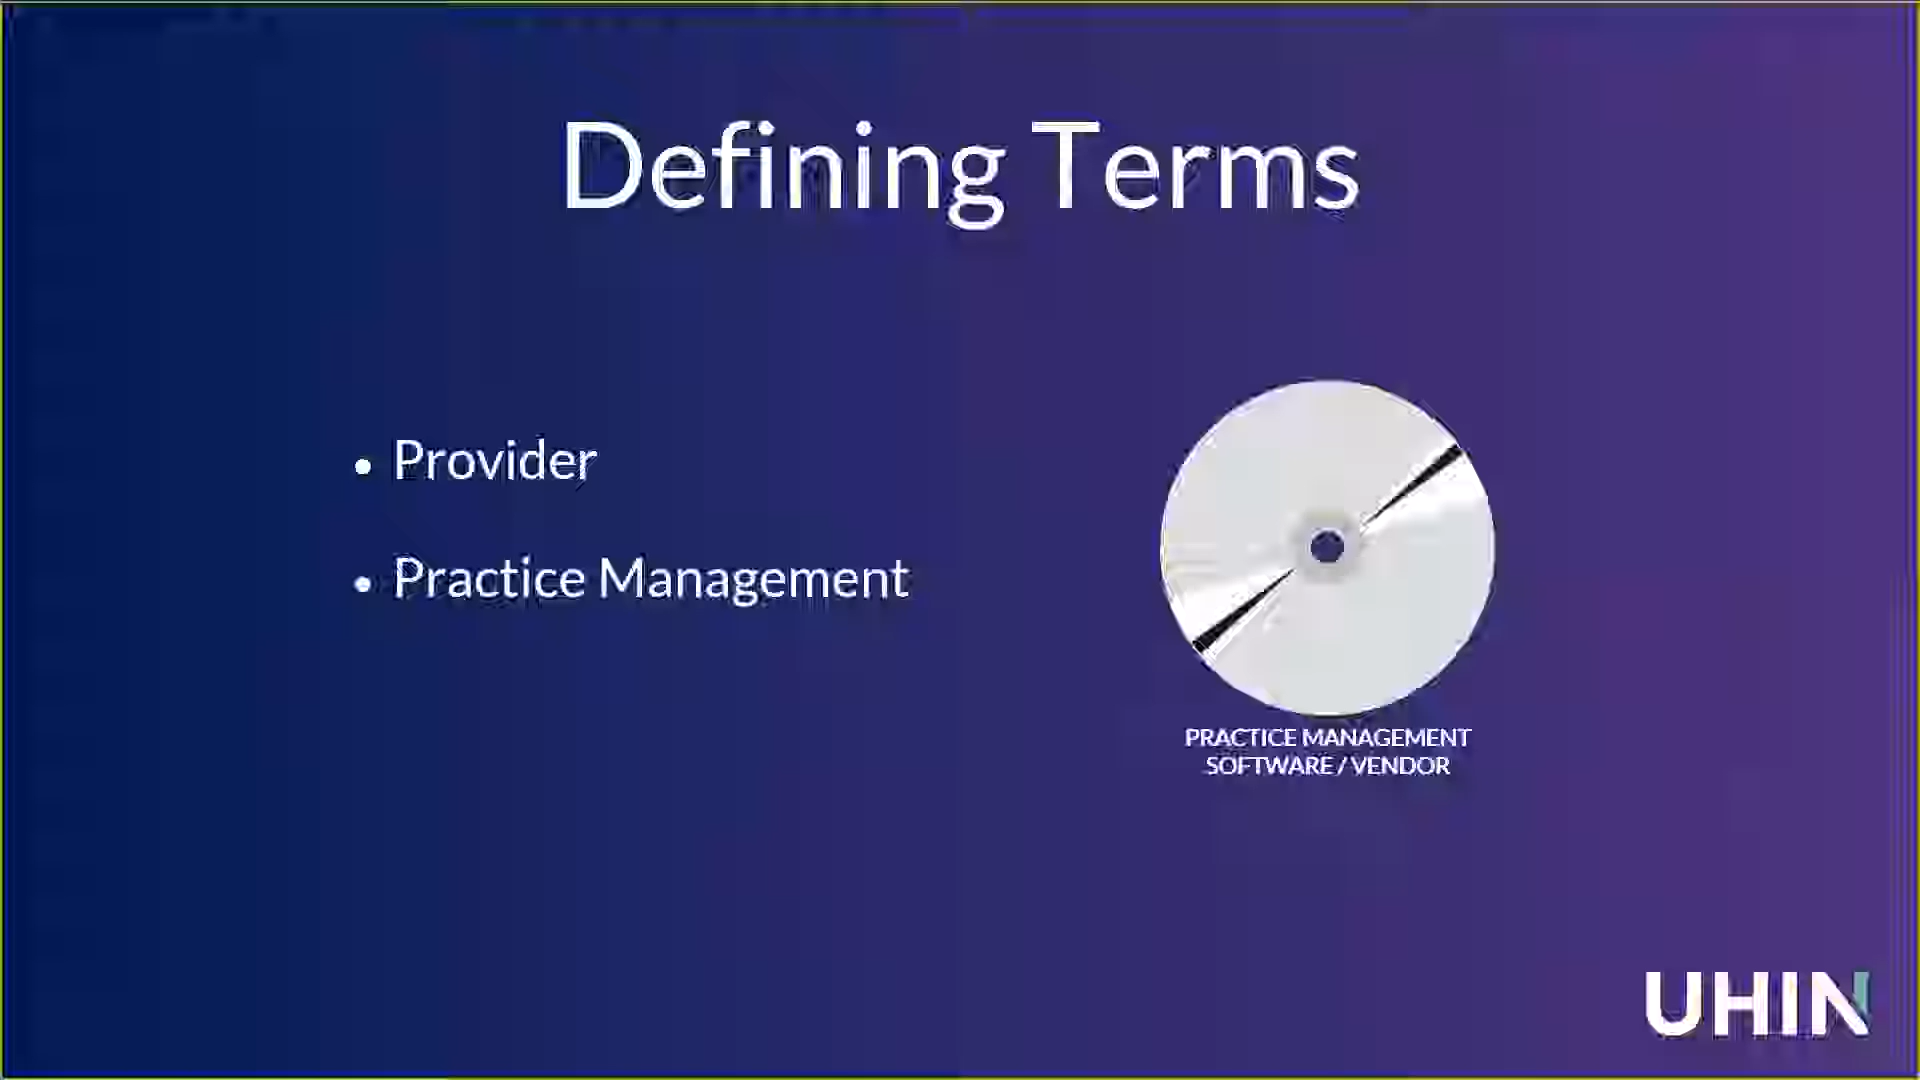 Defining Terms
• Provider
• Practice Management
PRACTICE MANAGEMENT
SOFTWARE / VENDOR
UHIN